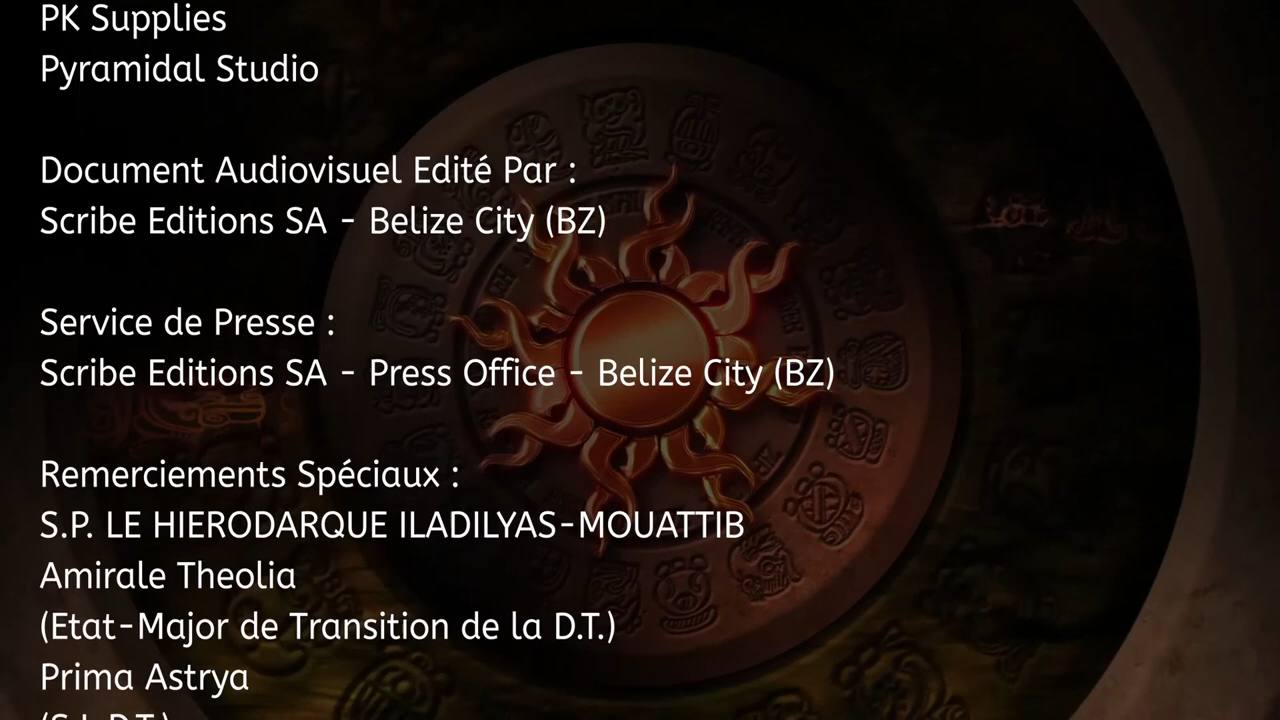 PK Supplies
Pyramidal Studio
Document Audiovisuel Edité Par :
Scribe Editions SA - Belize City (BZ)
Service de Presse :
Scribe Editions SA - Press Office - Belize City (BZ)
Remerciements Spéciaux :
S.P. LE HIERODARQUE ILADILYAS-MOUATTIB
Amirale Theolia
(Etat-Major de Transition de la D.T.)
Prima Astrya